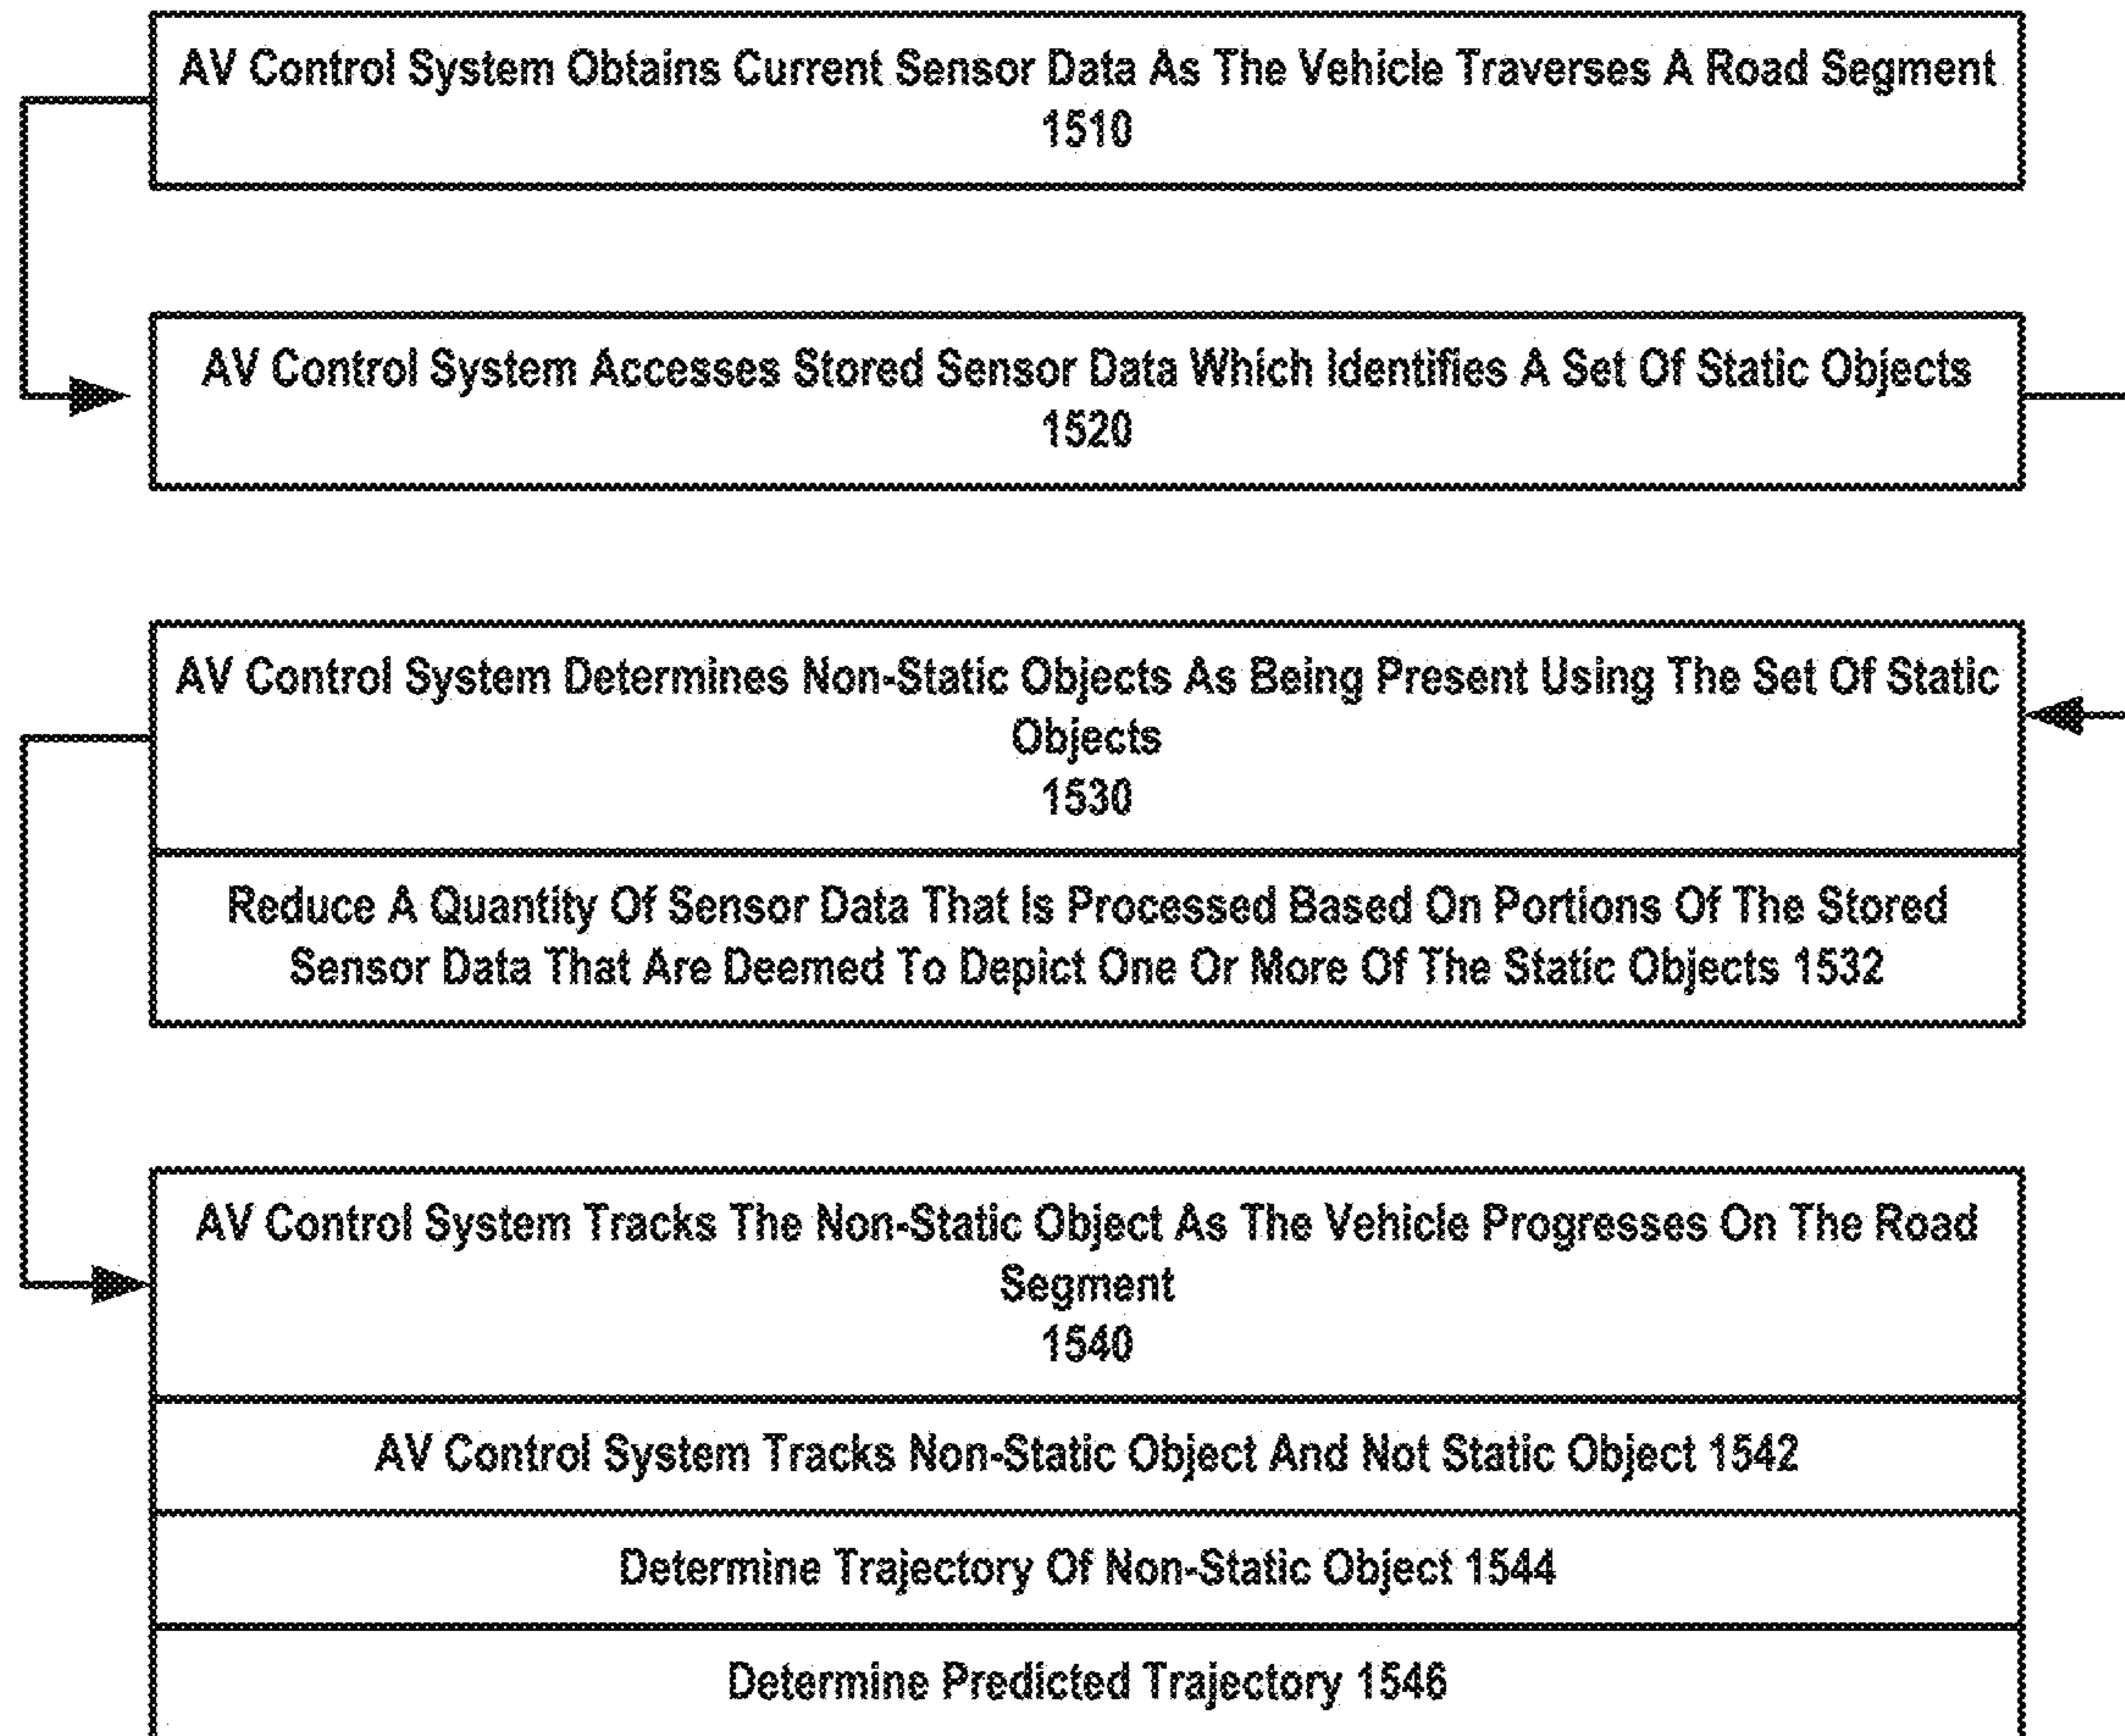 AV Control System Obtains Current Sensor Data As The Vehicle Traverses A Road Segment
1510
AV Control System Accesses Stored Sensor Data Which Identifies A Set Of Static Objects
1520
AV Control System Determines Non-Static Objects As Being Present Using The Set Of Static
Objects
1530
Reduce A Quantity Of Sensor Data That Is Processed Based On Portions Of The Stored
Sensor Data That Are Deemed To Depict One Or More Of The Static Objects 1532
AV Control System Tracks The Non-Static Object As The Vehicle Progresses On The Road
Segment
1540
AV Control System Tracks Non-Static Object And Not Static Object 1542
Determine Trajectory Of Non-Static Object 1544
Determine Predicted Trajectory 1546